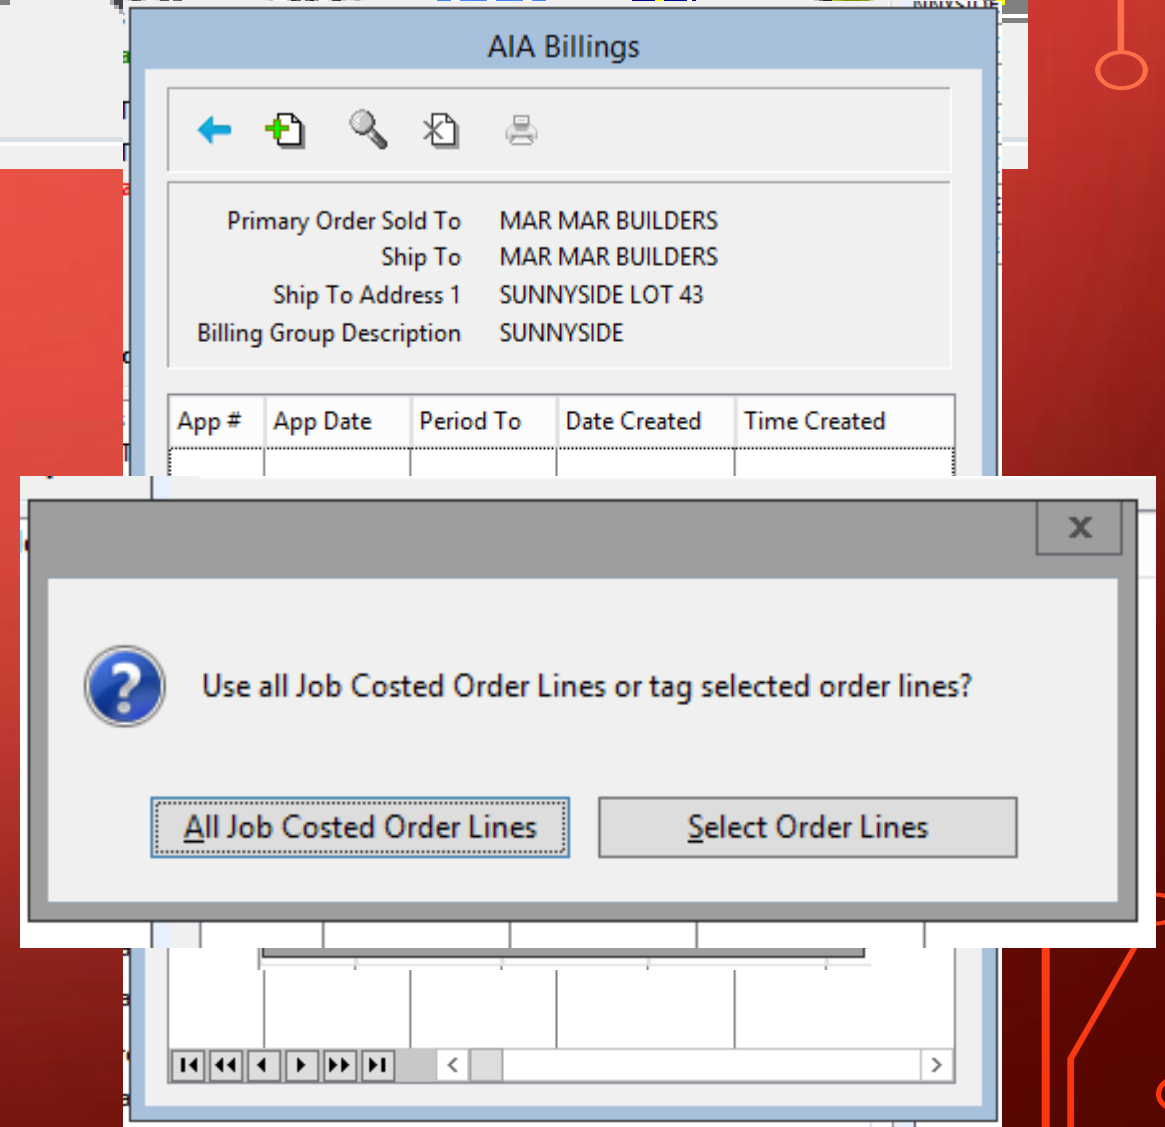 AIA Billings
Primary Order Sold To MAR MAR BUILDERS
Ship To MAR MAR BUILDERS
Ship To Address 1 SUNNYSIDE LOT 43
Billing Group Description SUNNYSIDE
App # App Date Period To Date Created Time Created
x
Use all Job Costed Order Lines or tag selected order lines?
All Job Costed Order Lines Select Order Lines